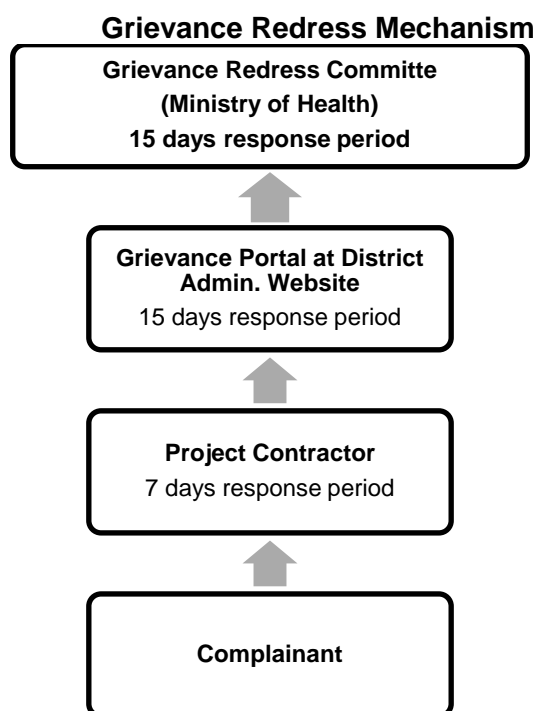 Grievance Redress Mechanism
Grievance Redress Committe
(Ministry of Health)
15 days response period
Grievance Portal at District
Admin. Website
15 days response period
Project Contractor
7 days response period
Complainant